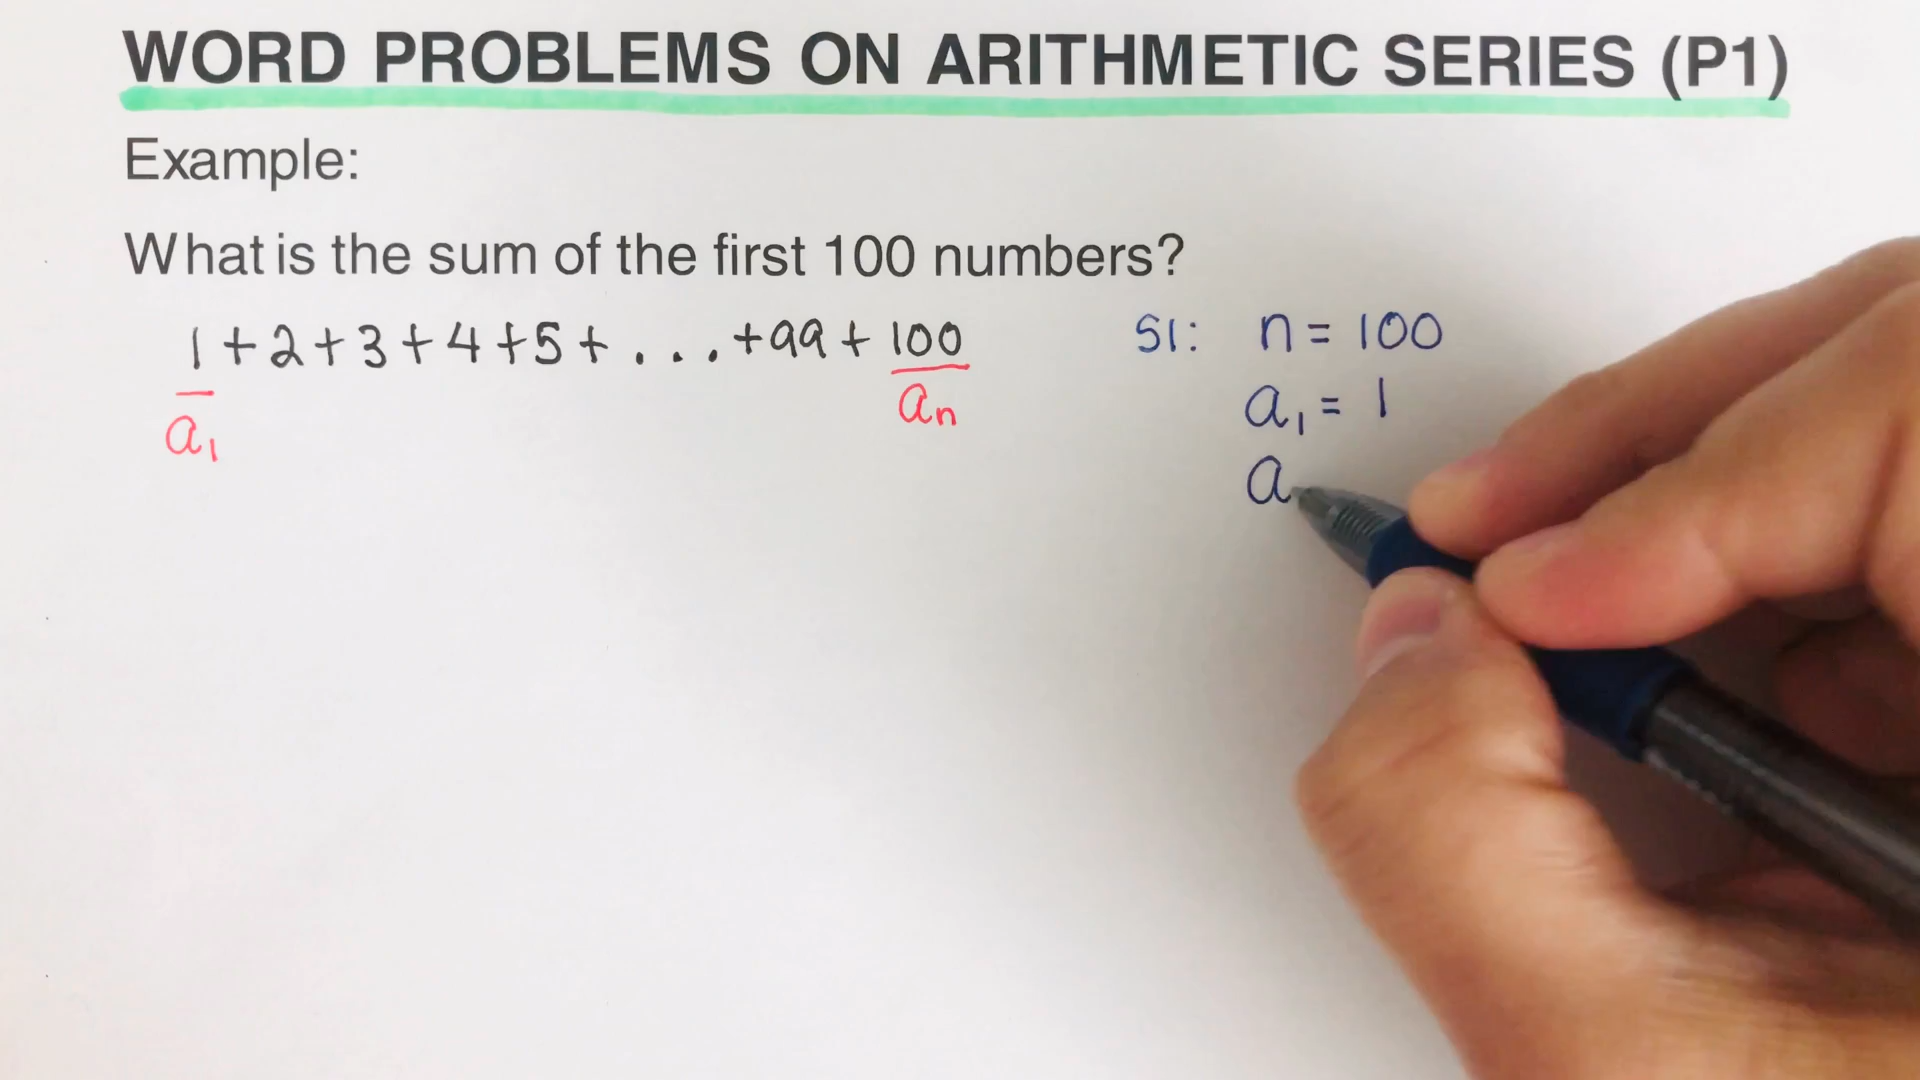 WORD PROBLEMS ON ARITHMETIC SERIES (P1)
Example:
What is the sum of the first 100 numbers?
1+2+3+4+5+...+99+100
a₁ aₙ
S1: n = 100
a₁ = 1
a